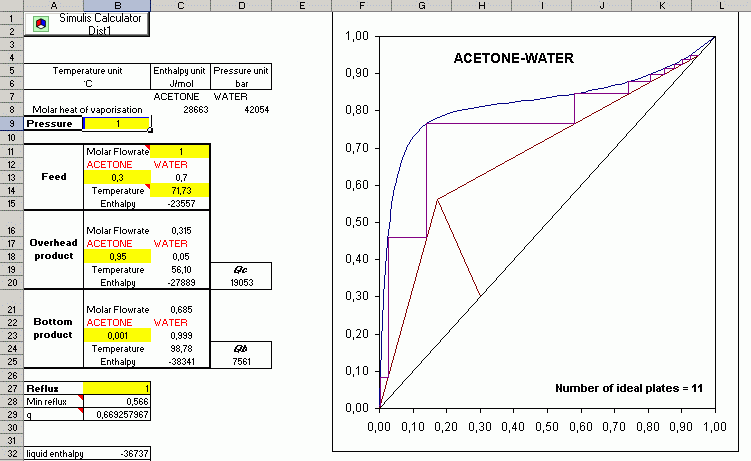 A B C D E F G H I J K L
1 Simulis Calculator
2 Dist1
3
4
5 Temperature unit Enthalpy unit Pressure unit
6 °C J/mol bar
7 ACETONE WATER
8 Molar heat of vaporisation 28663 42054
9 Pressure 1
10
11 Molar Flowrate 1
12 ACETONE WATER
13 Feed 0,3 0,7
14 Temperature 71,73
15 Enthalpy -23557
16 Molar Flowrate 0,315
17 Overhead ACETONE WATER
18 product 0,95 0,05
19 Temperature 56,10 Qc
20 Enthalpy -27889 19053
21 Molar Flowrate 0,685
22 Bottom ACETONE WATER
23 product 0,001 0,999
24 Temperature 98,78 Qb
25 Enthalpy -38341 7561
26
27 Reflux 1
28 Min reflux 0,566
29 q 0,669257967
30
31
32 liquid enthalpy -36737
ACETONE-WATER
1,00
0,90
0,80
0,70
0,60
0,50
0,40
0,30
0,20
0,10
0,00
Number of ideal plates = 11
0,00 0,10 0,20 0,30 0,40 0,50 0,60 0,70 0,80 0,90 1,00